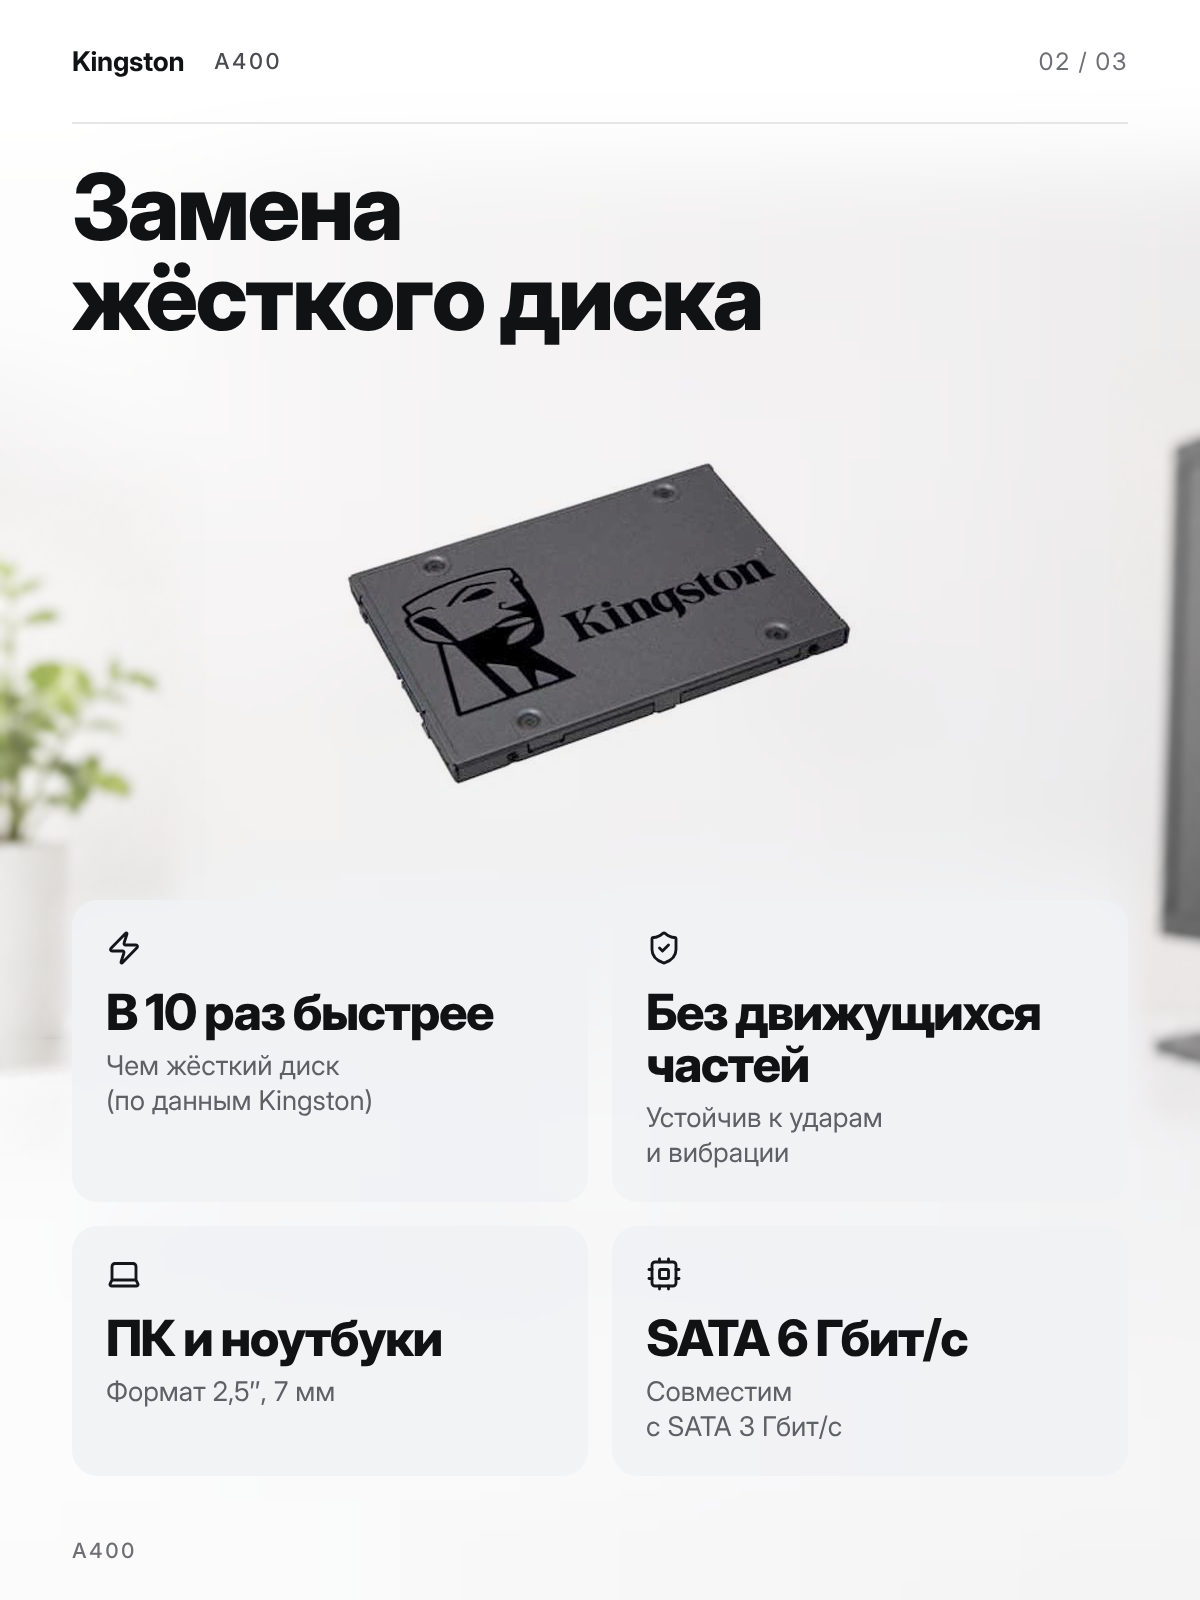 Kingston A400 02 / 03
Замена
жёсткого диска
Kingston
В 10 раз быстрее
Чем жёсткий диск
(по данным Kingston)
Без движущихся
частей
Устойчив к ударам
и вибрации
ПК и ноутбуки
Формат 2,5″, 7 мм
SATA 6 Гбит/с
Совместим
с SATA 3 Гбит/с
A400